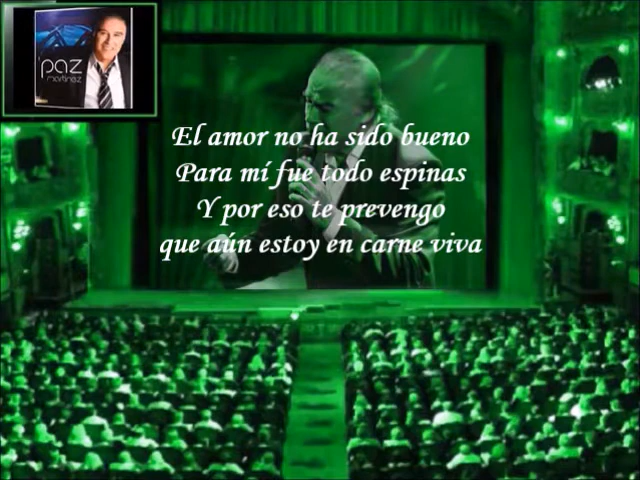 paz
martínez
El amor no ha sido bueno
Para mí fue todo espinas
Y por eso te prevengo
que aún estoy en carne viva